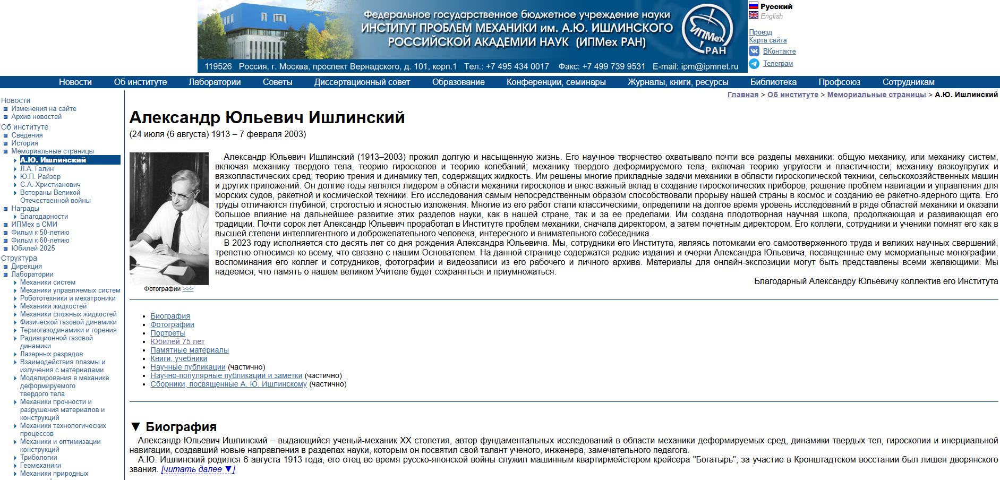 Федеральное государственное бюджетное учреждение науки
ИНСТИТУТ ПРОБЛЕМ МЕХАНИКИ им. А.Ю. ИШЛИНСКОГО
РОССИЙСКОЙ АКАДЕМИИ НАУК (ИПМех РАН)
ИПМех
РАН
119526 Россия, г. Москва, проспект Вернадского, д. 101, корп.1 Тел.: +7 495 434 0017 Факс: +7 499 739 9531 E-mail: ipm@ipmnet.ru
Русский
English
Проезд
Карта сайта
ВКонтакте
Телеграм
Новости Об институте Лаборатории Советы Диссертационный совет Образование Конференции, семинары Журналы, книги, ресурсы Библиотека Профсоюз Сотрудникам
Новости
Изменения на сайте
Архив новостей
Об институте
Сведения
История
Мемориальные страницы
А.Ю. Ишлинский
Л.А. Галин
Ю.П. Райзер
С.А. Христианович
Ветераны Великой
Отечественной войны
Награды
Благодарности
ИПМех в СМИ
Фильм к 50-летию
Фильм к 60-летию
Юбилей 2025
Структура
Дирекция
Лаборатории
Механики систем
Механики управляемых систем
Робототехники и мехатроники
Механики жидкостей
Механики сложных жидкостей
Физической газовой динамики
Термогазодинамики и горения
Радиационной газовой
динамики
Лазерных разрядов
Взаимодействия плазмы и
излучения с материалами
Моделирования в механике
деформируемого
твердого тела
Механики прочности и
разрушения материалов и
конструкций
Механики технологических
процессов
Механики и оптимизации
конструкций
Трибологии
Геомеханики
Механики природных
Главная > Об институте > Мемориальные страницы > А.Ю. Ишлинский
Александр Юльевич Ишлинский
(24 июля (6 августа) 1913 – 7 февраля 2003)
Александр Юльевич Ишлинский (1913–2003) прожил долгую и насыщенную жизнь. Его научное творчество охватывало почти все разделы механики: общую механику, или механику систем,
включая механику твердого тела, теорию гироскопов и теорию колебаний; механику твердого деформируемого тела, включая теорию упругости и пластичности; механику вязкоупругих и
вязкопластических сред; теорию трения и динамику тел, содержащих жидкость. Им решены многие прикладные задачи механики в области гироскопической техники, сельскохозяйственных машин
и других приложений. Он долгие годы являлся лидером в области механики гироскопов и внес важный вклад в создание гироскопических приборов, решение проблем навигации и управления для
морских судов, ракетной и космической техники. Его исследования самым непосредственным образом способствовали прорыву нашей страны в космос и созданию ее ракетно-ядерного щита. Его
труды отличаются глубиной, строгостью и ясностью изложения. Многие из его работ стали классическими, определили на долгое время уровень исследований в ряде областей механики и оказали
большое влияние на дальнейшее развитие этих разделов науки, как в нашей стране, так и за ее пределами. Им создана плодотворная научная школа, продолжающая и развивающая его
традиции. Почти сорок лет Александр Юльевич проработал в Институте проблем механики, сначала директором, а затем почетным директором. Его коллеги, сотрудники и ученики помнят его как в
высшей степени интеллигентного и доброжелательного человека, интересного и внимательного собеседника.
В 2023 году исполняется сто десять лет со дня рождения Александра Юльевича. Мы, сотрудники его Института, являясь потомками его самоотверженного труда и великих научных свершений,
трепетно относимся ко всему, что связано с нашим Основателем. На данной странице содержатся редкие издания и очерки Александра Юльевича, посвященные ему мемориальные монографии,
воспоминания его коллег и сотрудников, фотографии и видеозаписи из его рабочего и личного архива. Материалы для онлайн-экспозиции могут быть представлены всеми желающими. Мы
надеемся, что память о нашем великом Учителе будет сохраняться и приумножаться.
Благодарный Александру Юльевичу коллектив его Института
Фотографии >>>
Биография
Фотографии
Портреты
Юбилей 75 лет
Памятные материалы
Книги, учебники
Научные публикации (частично)
Научно-популярные публикации и заметки (частично)
Сборники, посвященные А. Ю. Ишлинскому (частично)
▼ Биография
Александр Юльевич Ишлинский – выдающийся ученый-механик XX столетия, автор фундаментальных исследований в области механики деформируемых сред, динамики твердых тел, гироскопии и инерциальной
навигации, создавший новые направления в разделах науки, которым он посвятил свой талант ученого, инженера, замечательного педагога.
А.Ю. Ишлинский родился 6 августа 1913 года, его отец во время русско-японской войны служил машинным квартирмейстером крейсера "Богатырь", за участие в Кронштадтском восстании был лишен дворянского
звания. [читать далее ▼]